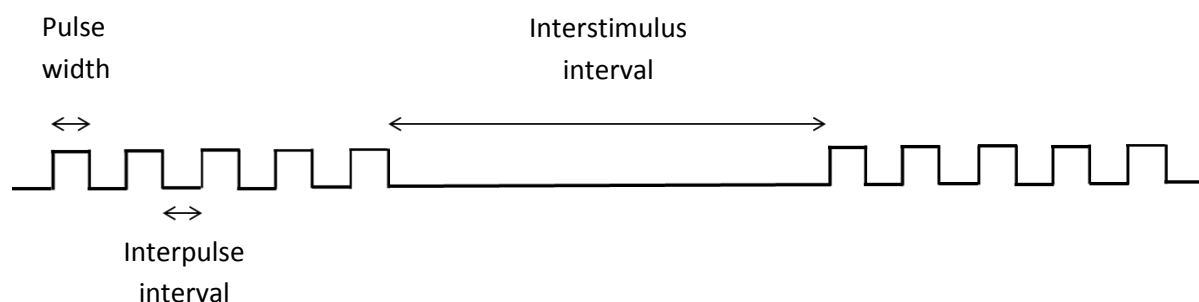 Pulse
width
Interstimulus
interval
Interpulse
interval